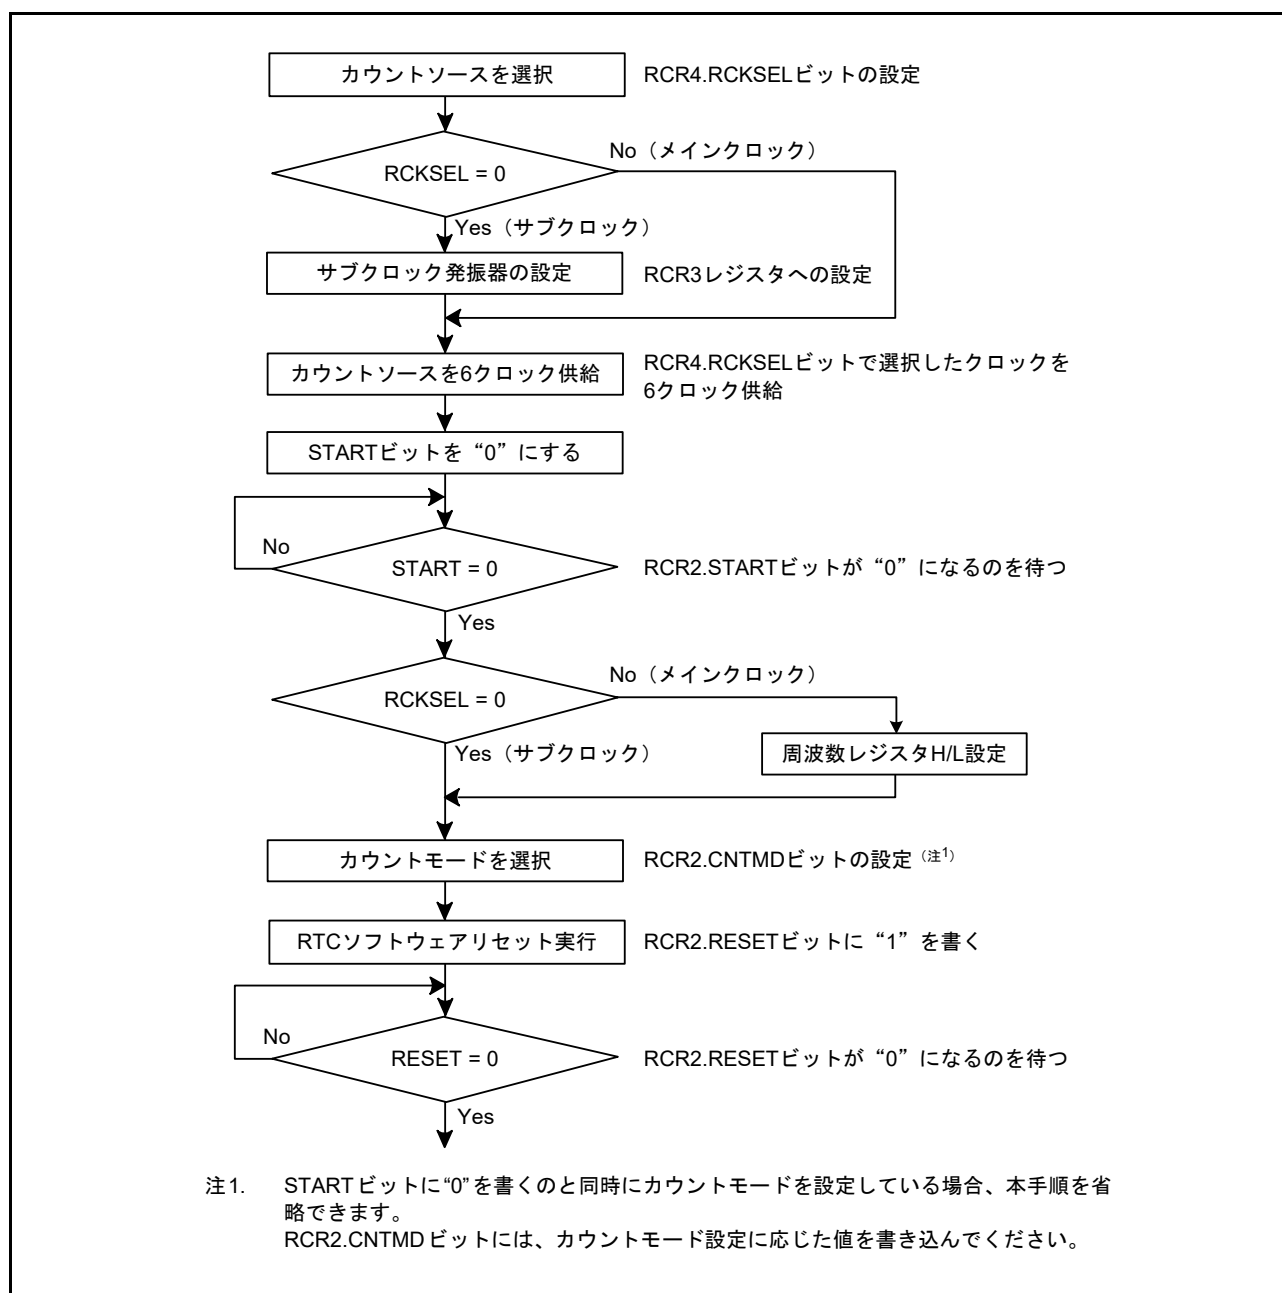 カウントソースを選択 RCR4.RCKSELビットの設定
RCKSEL = 0
No（メインクロック）
Yes（サブクロック）
サブクロック発振器の設定 RCR3レジスタへの設定
カウントソースを6クロック供給
RCR4.RCKSELビットで選択したクロックを
6クロック供給
STARTビットを“0”にする
No
START = 0
RCR2.STARTビットが“0”になるのを待つ
Yes
No（メインクロック）
RCKSEL = 0
Yes（サブクロック）
周波数レジスタH/L設定
カウントモードを選択 RCR2.CNTMDビットの設定（注1）
RTCソフトウェアリセット実行 RCR2.RESETビットに“1”を書く
No
RESET = 0
RCR2.RESETビットが“0”になるのを待つ
Yes
注1. STARTビットに“0”を書くのと同時にカウントモードを設定している場合、本手順を省
略できます。
RCR2.CNTMDビットには、カウントモード設定に応じた値を書き込んでください。